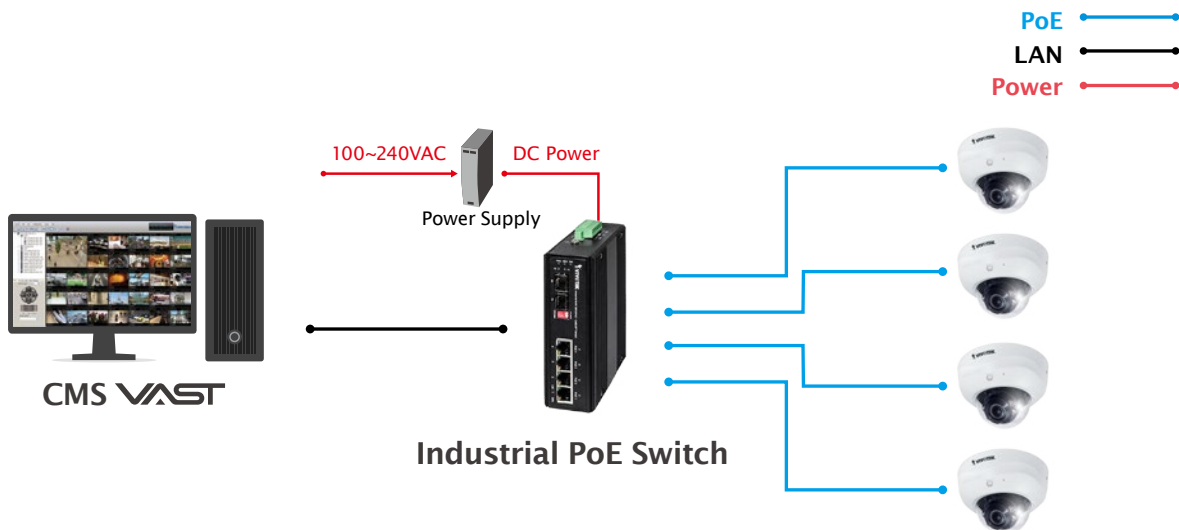 PoE
LAN
Power
100~240VAC
DC Power
Power Supply
CMS VAST
Industrial PoE Switch